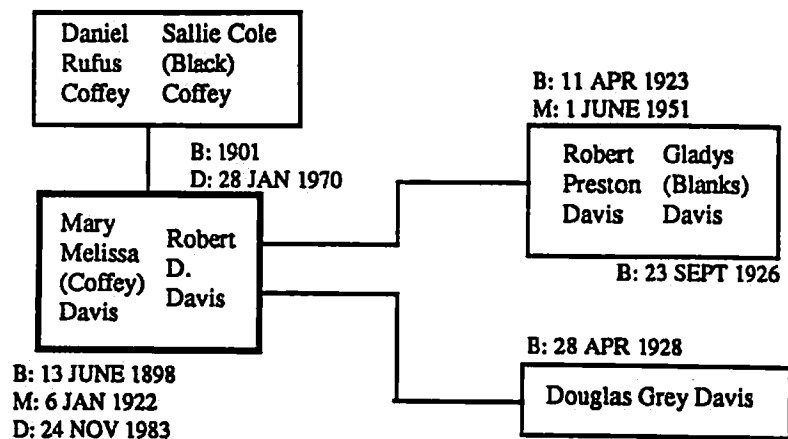 Daniel Sallie Cole
Rufus (Black)
Coffey Coffey
B: 1901
D: 28 JAN 1970
Mary
Melissa
(Coffey)
Davis
Robert
D.
Davis
B: 13 JUNE 1898
M: 6 JAN 1922
D: 24 NOV 1983
B: 11 APR 1923
M: 1 JUNE 1951
Robert Gladys
Preston (Blanks)
Davis Davis
B: 23 SEPT 1926
B: 28 APR 1928
Douglas Grey Davis